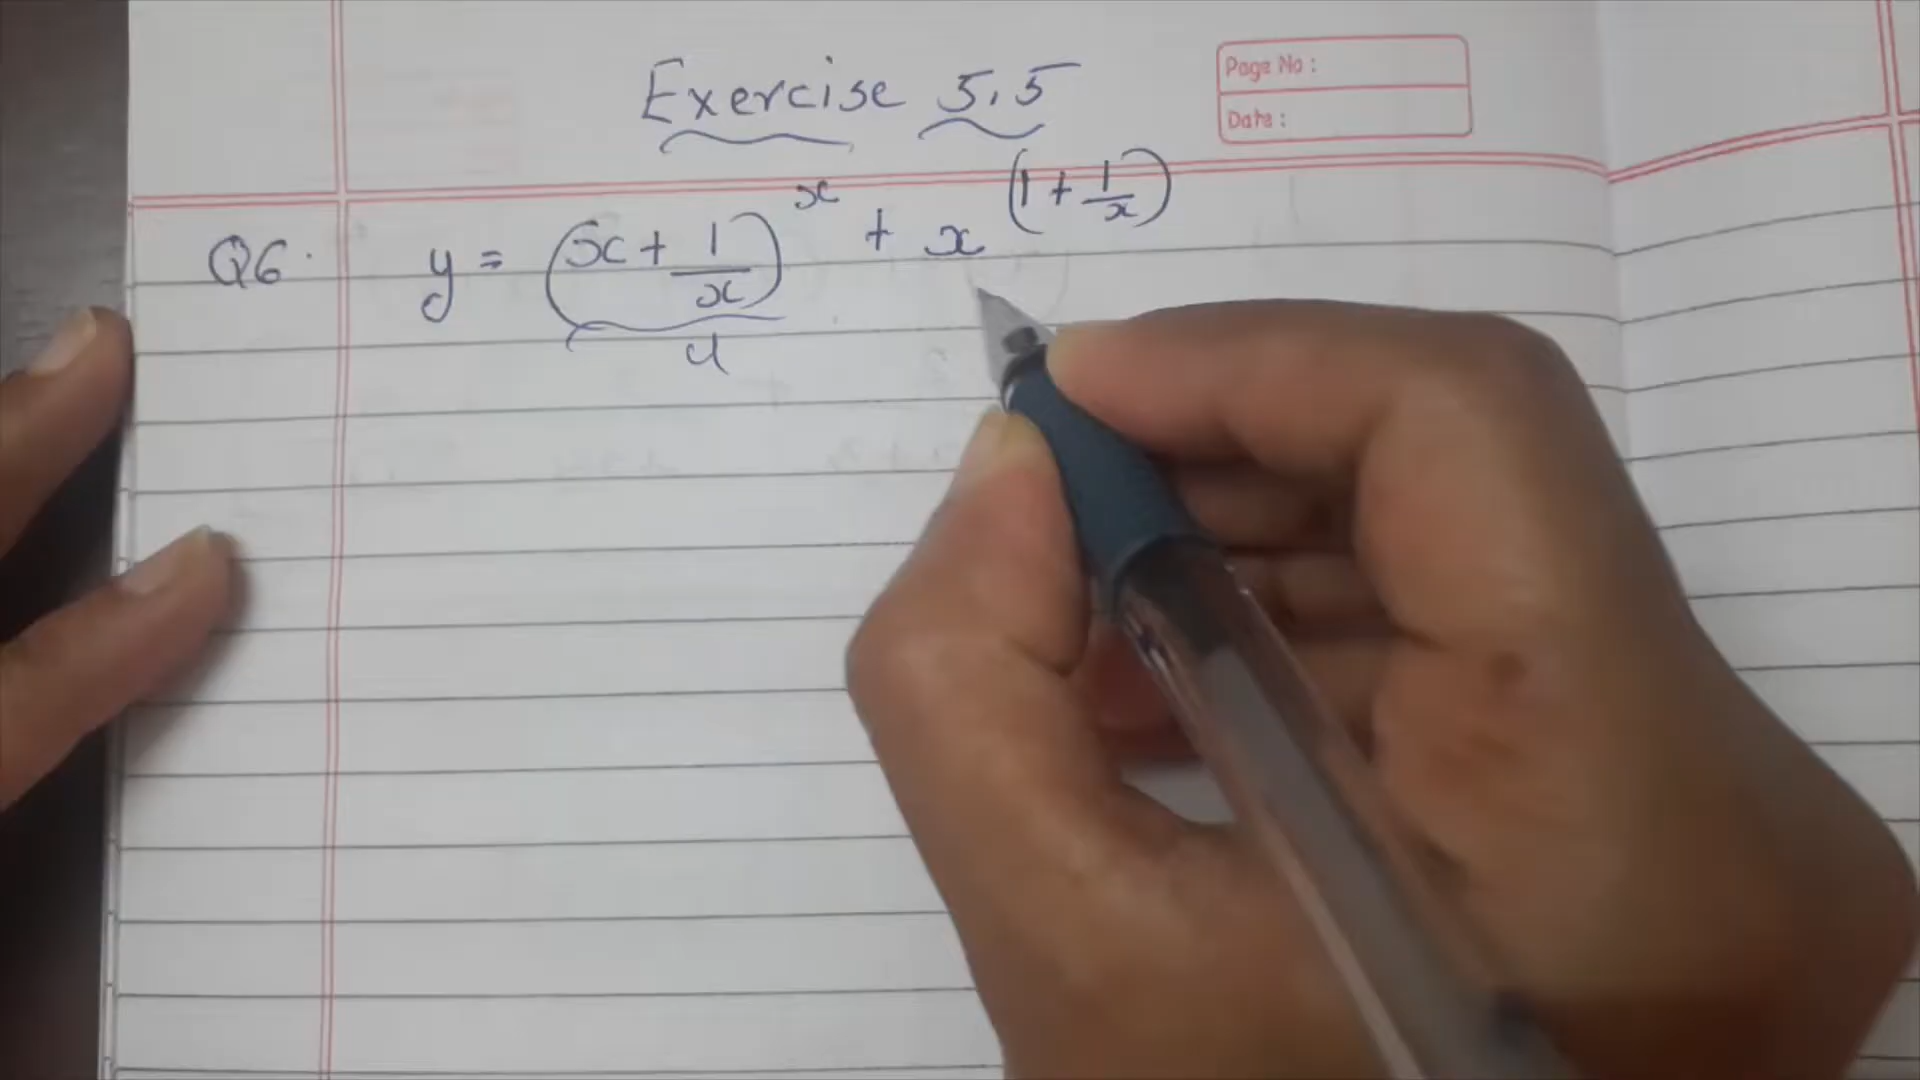 Exercise 5.5
Page No :
Date :
Q6. y = (x + 1/x)^x + x^(1 + 1/x)
u